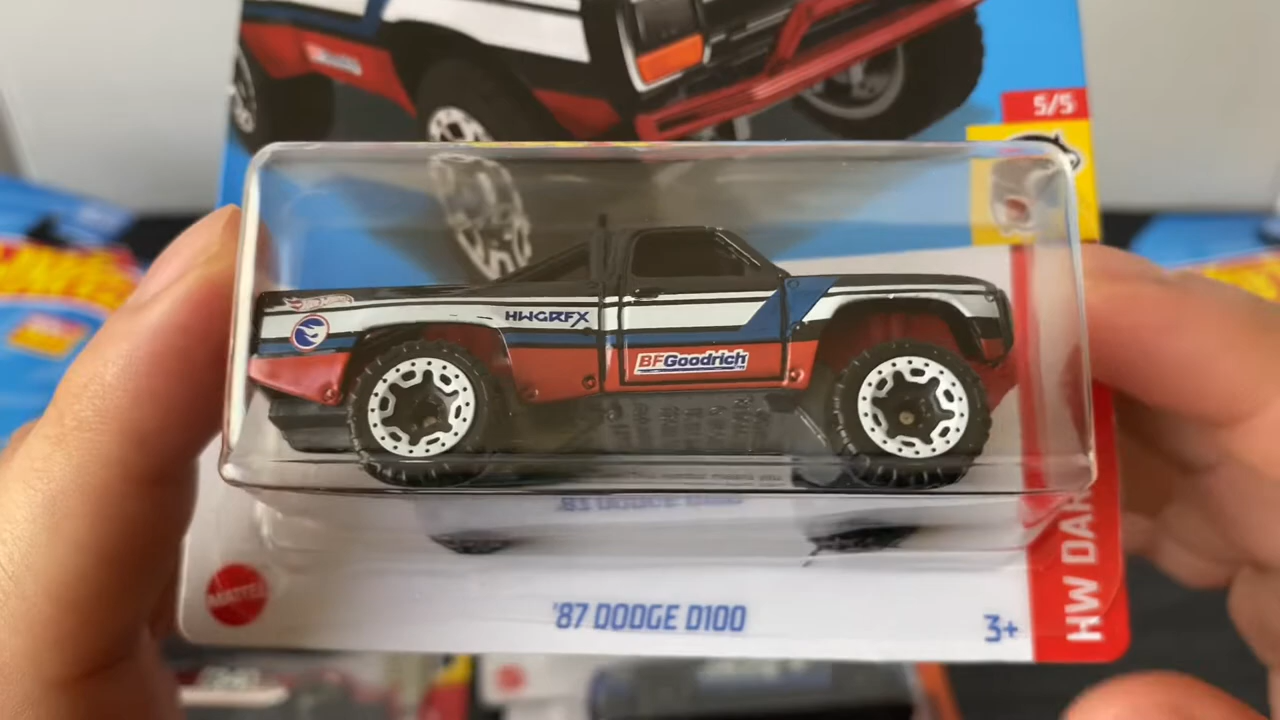 5/5
HWGRFX
BFGoodrich
MATTEL
'87 DODGE D100
3+
HW DAR